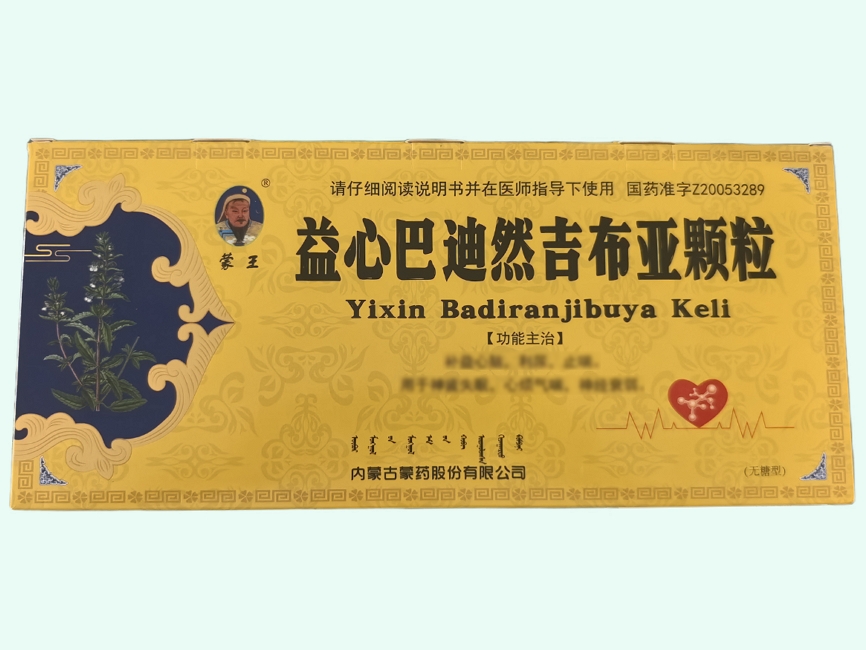 请仔细阅读说明书并在医师指导下使用 国药准字Z20053289
®
蒙王
益心巴迪然吉布亚颗粒
Yixin Badiranjibuya Keli
【功能主治】
内蒙古蒙药股份有限公司
(无糖型)